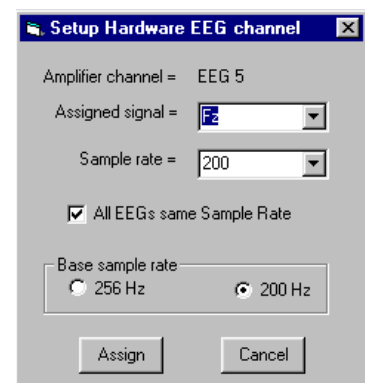 Setup Hardware EEG channel
Amplifier channel = EEG 5
Assigned signal = Fz
Sample rate = 200
All EEGs same Sample Rate
Base sample rate
256 Hz 200 Hz
Assign Cancel